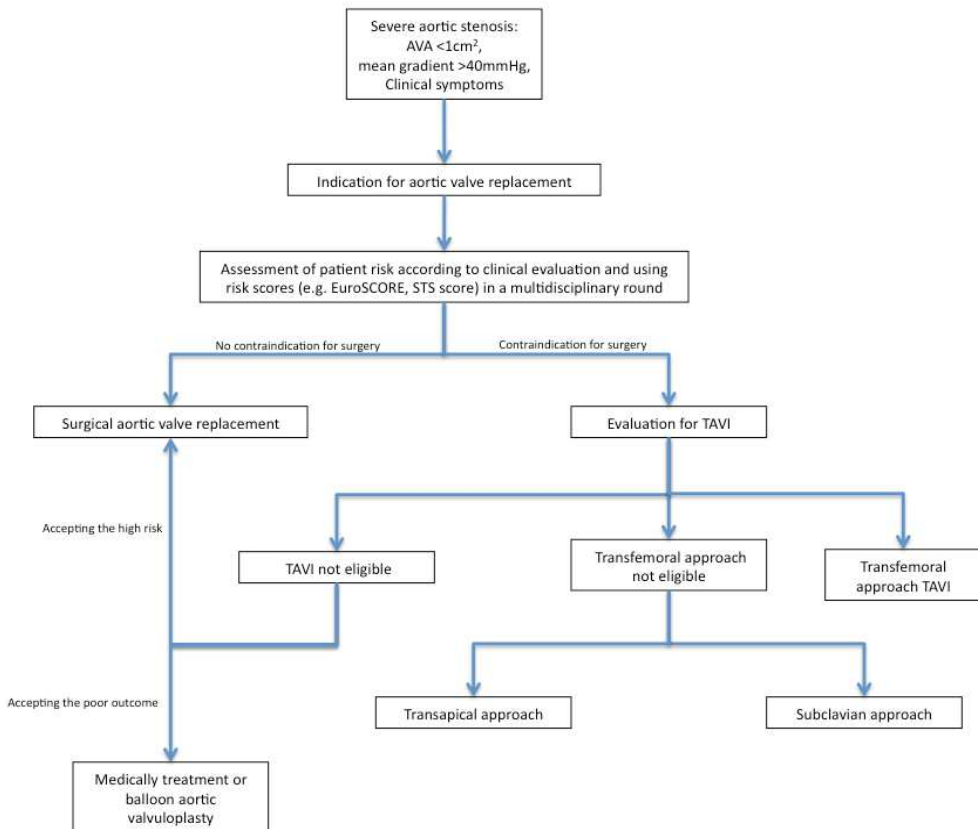 Severe aortic stenosis:
AVA <1cm²,
mean gradient >40mmHg,
Clinical symptoms
Indication for aortic valve replacement
Assessment of patient risk according to clinical evaluation and using
risk scores (e.g. EuroSCORE, STS score) in a multidisciplinary round
No contraindication for surgery
Contraindication for surgery
Surgical aortic valve replacement
Evaluation for TAVI
Accepting the high risk
TAVI not eligible
Transfemoral approach
not eligible
Transfemoral
approach TAVI
Accepting the poor outcome
Transapical approach
Subclavian approach
Medically treatment or
balloon aortic
valvuloplasty